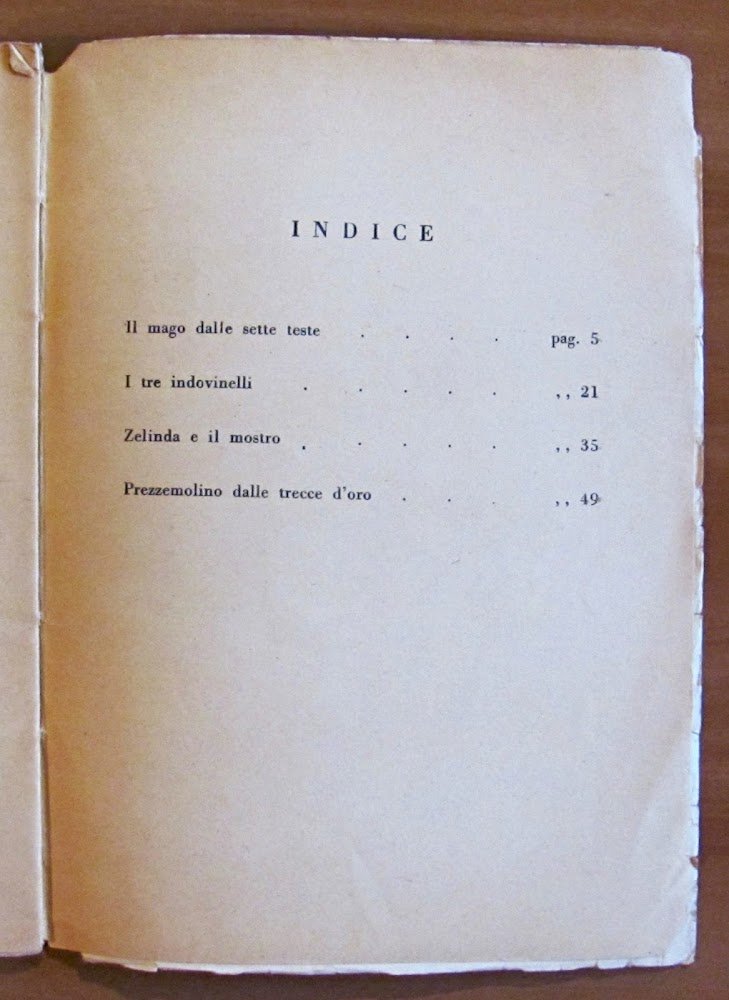 INDICE
Il mago dalle sette teste . . . . pag. 5
I tre indovinelli . . . . . ,, 21
Zelinda e il mostro . . . . . ,, 35
Prezzemolino dalle trecce d'oro . . . ,, 49